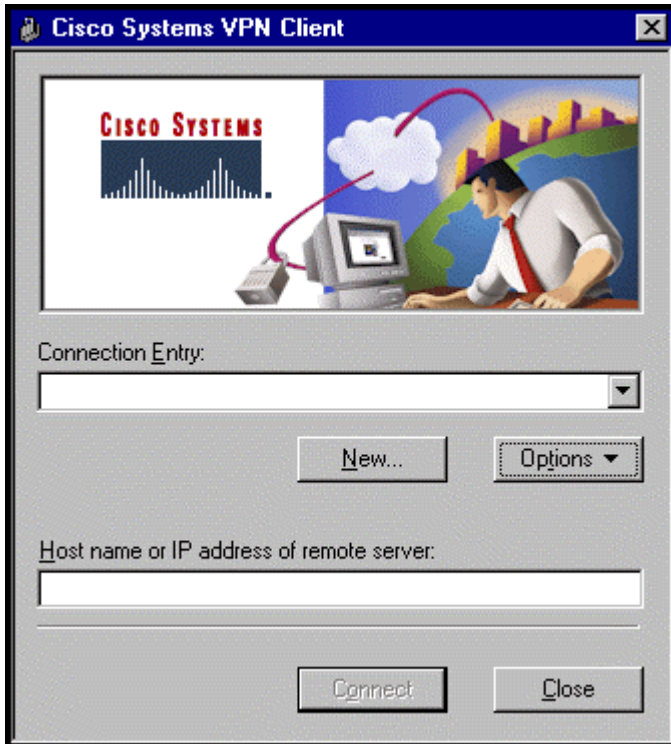 Cisco Systems VPN Client
CISCO SYSTEMS
Connection Entry:
New...
Options
Host name or IP address of remote server:
Connect
Close